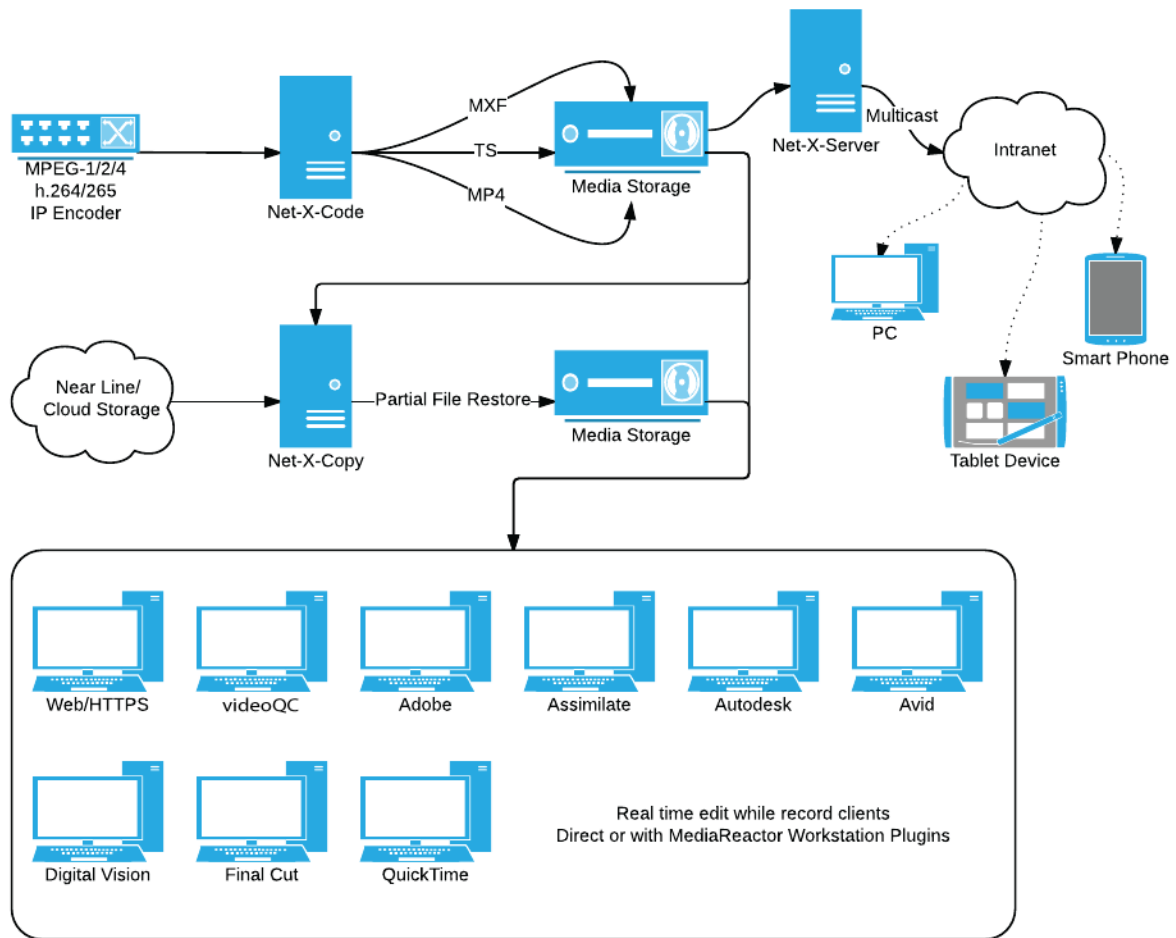 MPEG-1/2/4
h.264/265
IP Encoder
Net-X-Code
MXF
TS
MP4
Media Storage
Net-X-Server
Multicast
Intranet
PC
Smart Phone
Tablet Device
Near Line/
Cloud Storage
Net-X-Copy
Partial File Restore
Media Storage
Web/HTTPS
videoQC
Adobe
Assimilate
Autodesk
Avid
Digital Vision
Final Cut
QuickTime
Real time edit while record clients
Direct or with MediaReactor Workstation Plugins